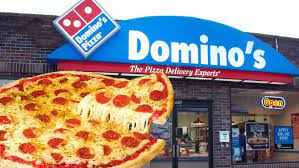 Domino's
Pizza
Domino's
The Pizza Delivery Experts
Open